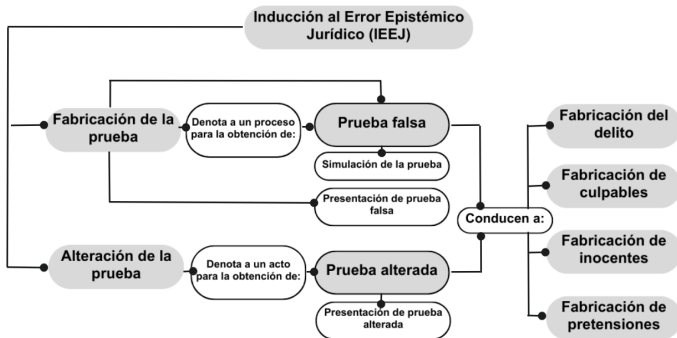 Inducción al Error Epistémico
Jurídico (IEEJ)
Fabricación de la
prueba
Denota a un proceso
para la obtención de:
Prueba falsa
Simulación de la prueba
Presentación de prueba
falsa
Alteración de la
prueba
Denota a un acto
para la obtención de:
Prueba alterada
Presentación de prueba
alterada
Conducen a:
Fabricación del
delito
Fabricación de
culpables
Fabricación de
inocentes
Fabricación de
pretensiones